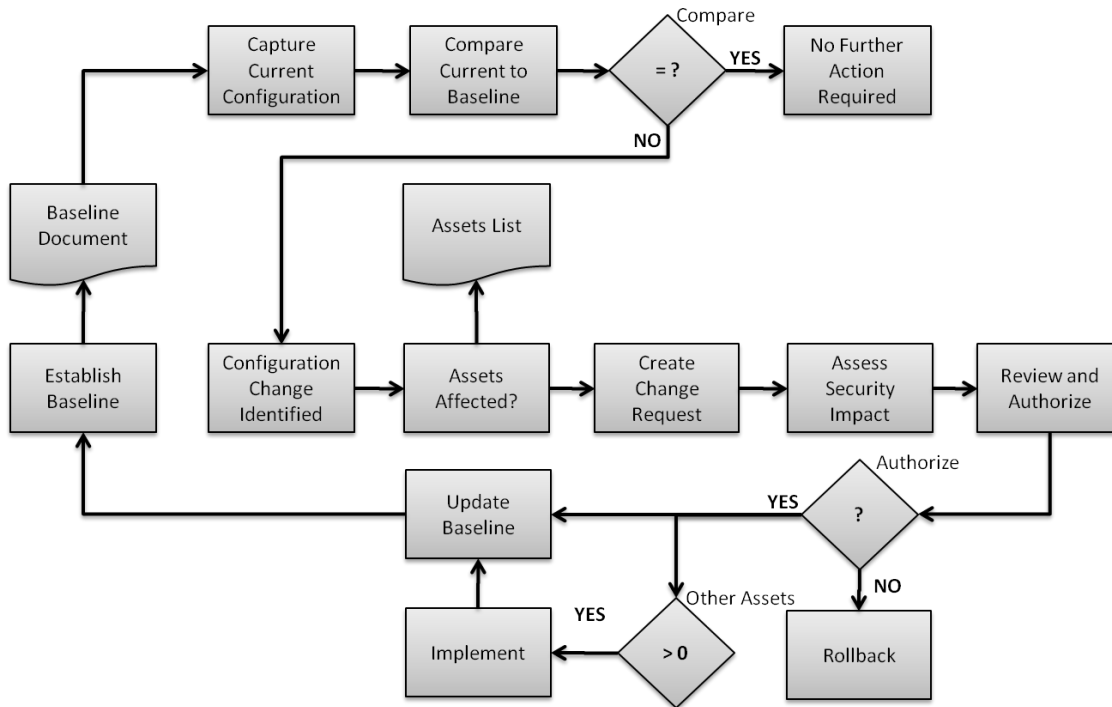 Compare
Capture
Current
Configuration
Compare
Current to
Baseline
= ?
YES
No Further
Action
Required
NO
Baseline
Document
Assets List
Establish
Baseline
Configuration
Change
Identified
Assets
Affected?
Create
Change
Request
Assess
Security
Impact
Review and
Authorize
Authorize
Update
Baseline
YES
?
NO
Other Assets
YES
Implement
> 0
Rollback